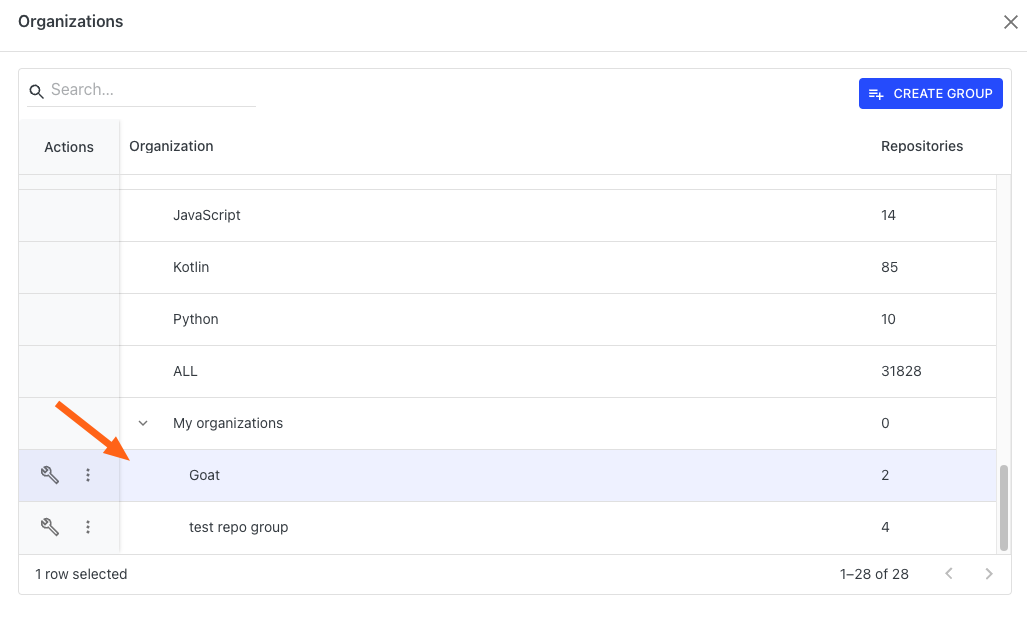 Organizations
Search...
CREATE GROUP
Actions Organization Repositories
JavaScript 14
Kotlin 85
Python 10
ALL 31828
My organizations 0
Goat 2
test repo group 4
1 row selected 1–28 of 28